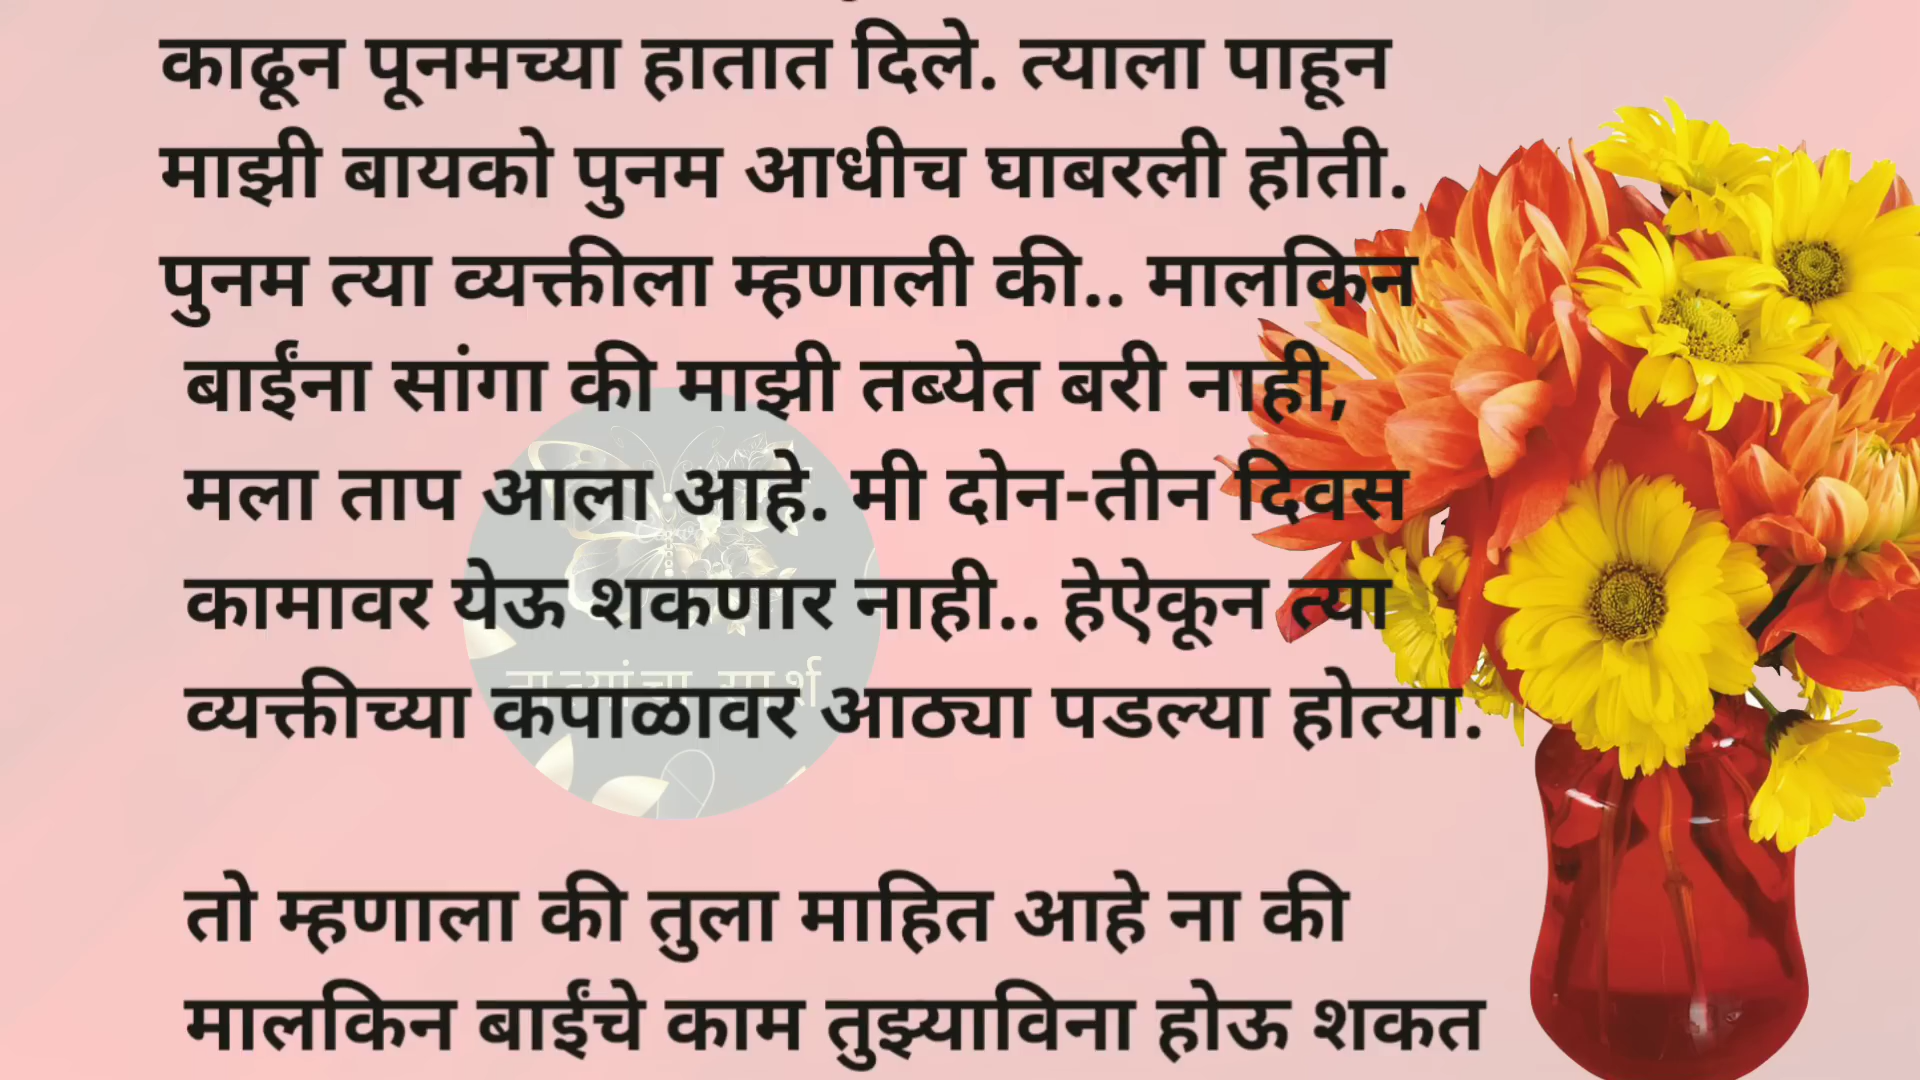 काढून पूनमच्या हातात दिले. त्याला पाहून
माझी बायको पुनम आधीच घाबरली होती.
पुनम त्या व्यक्तीला म्हणाली की.. मालकिन
बाईंना सांगा की माझी तब्येत बरी नाही,
मला ताप आला आहे. मी दोन-तीन दिवस
कामावर येऊ शकणार नाही.. हेऐकून त्या
व्यक्तीच्या कपाळावर आठ्या पडल्या होत्या.
तो म्हणाला की तुला माहित आहे ना की
मालकिन बाईंचे काम तुझ्याविना होऊ शकत